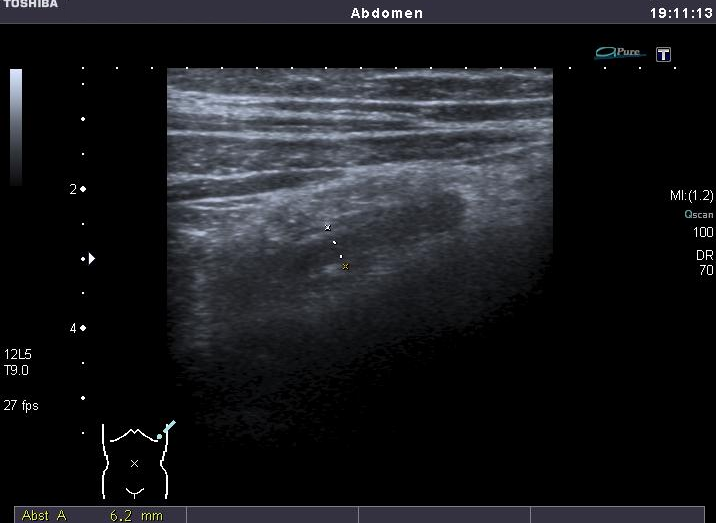 TOSHIBA
Abdomen
19:11:13
aPure
T
MI:(1.2)
2
Qscan
100
DR
70
4
12L5
T9.0
27 fps
Abst A 6.2 mm